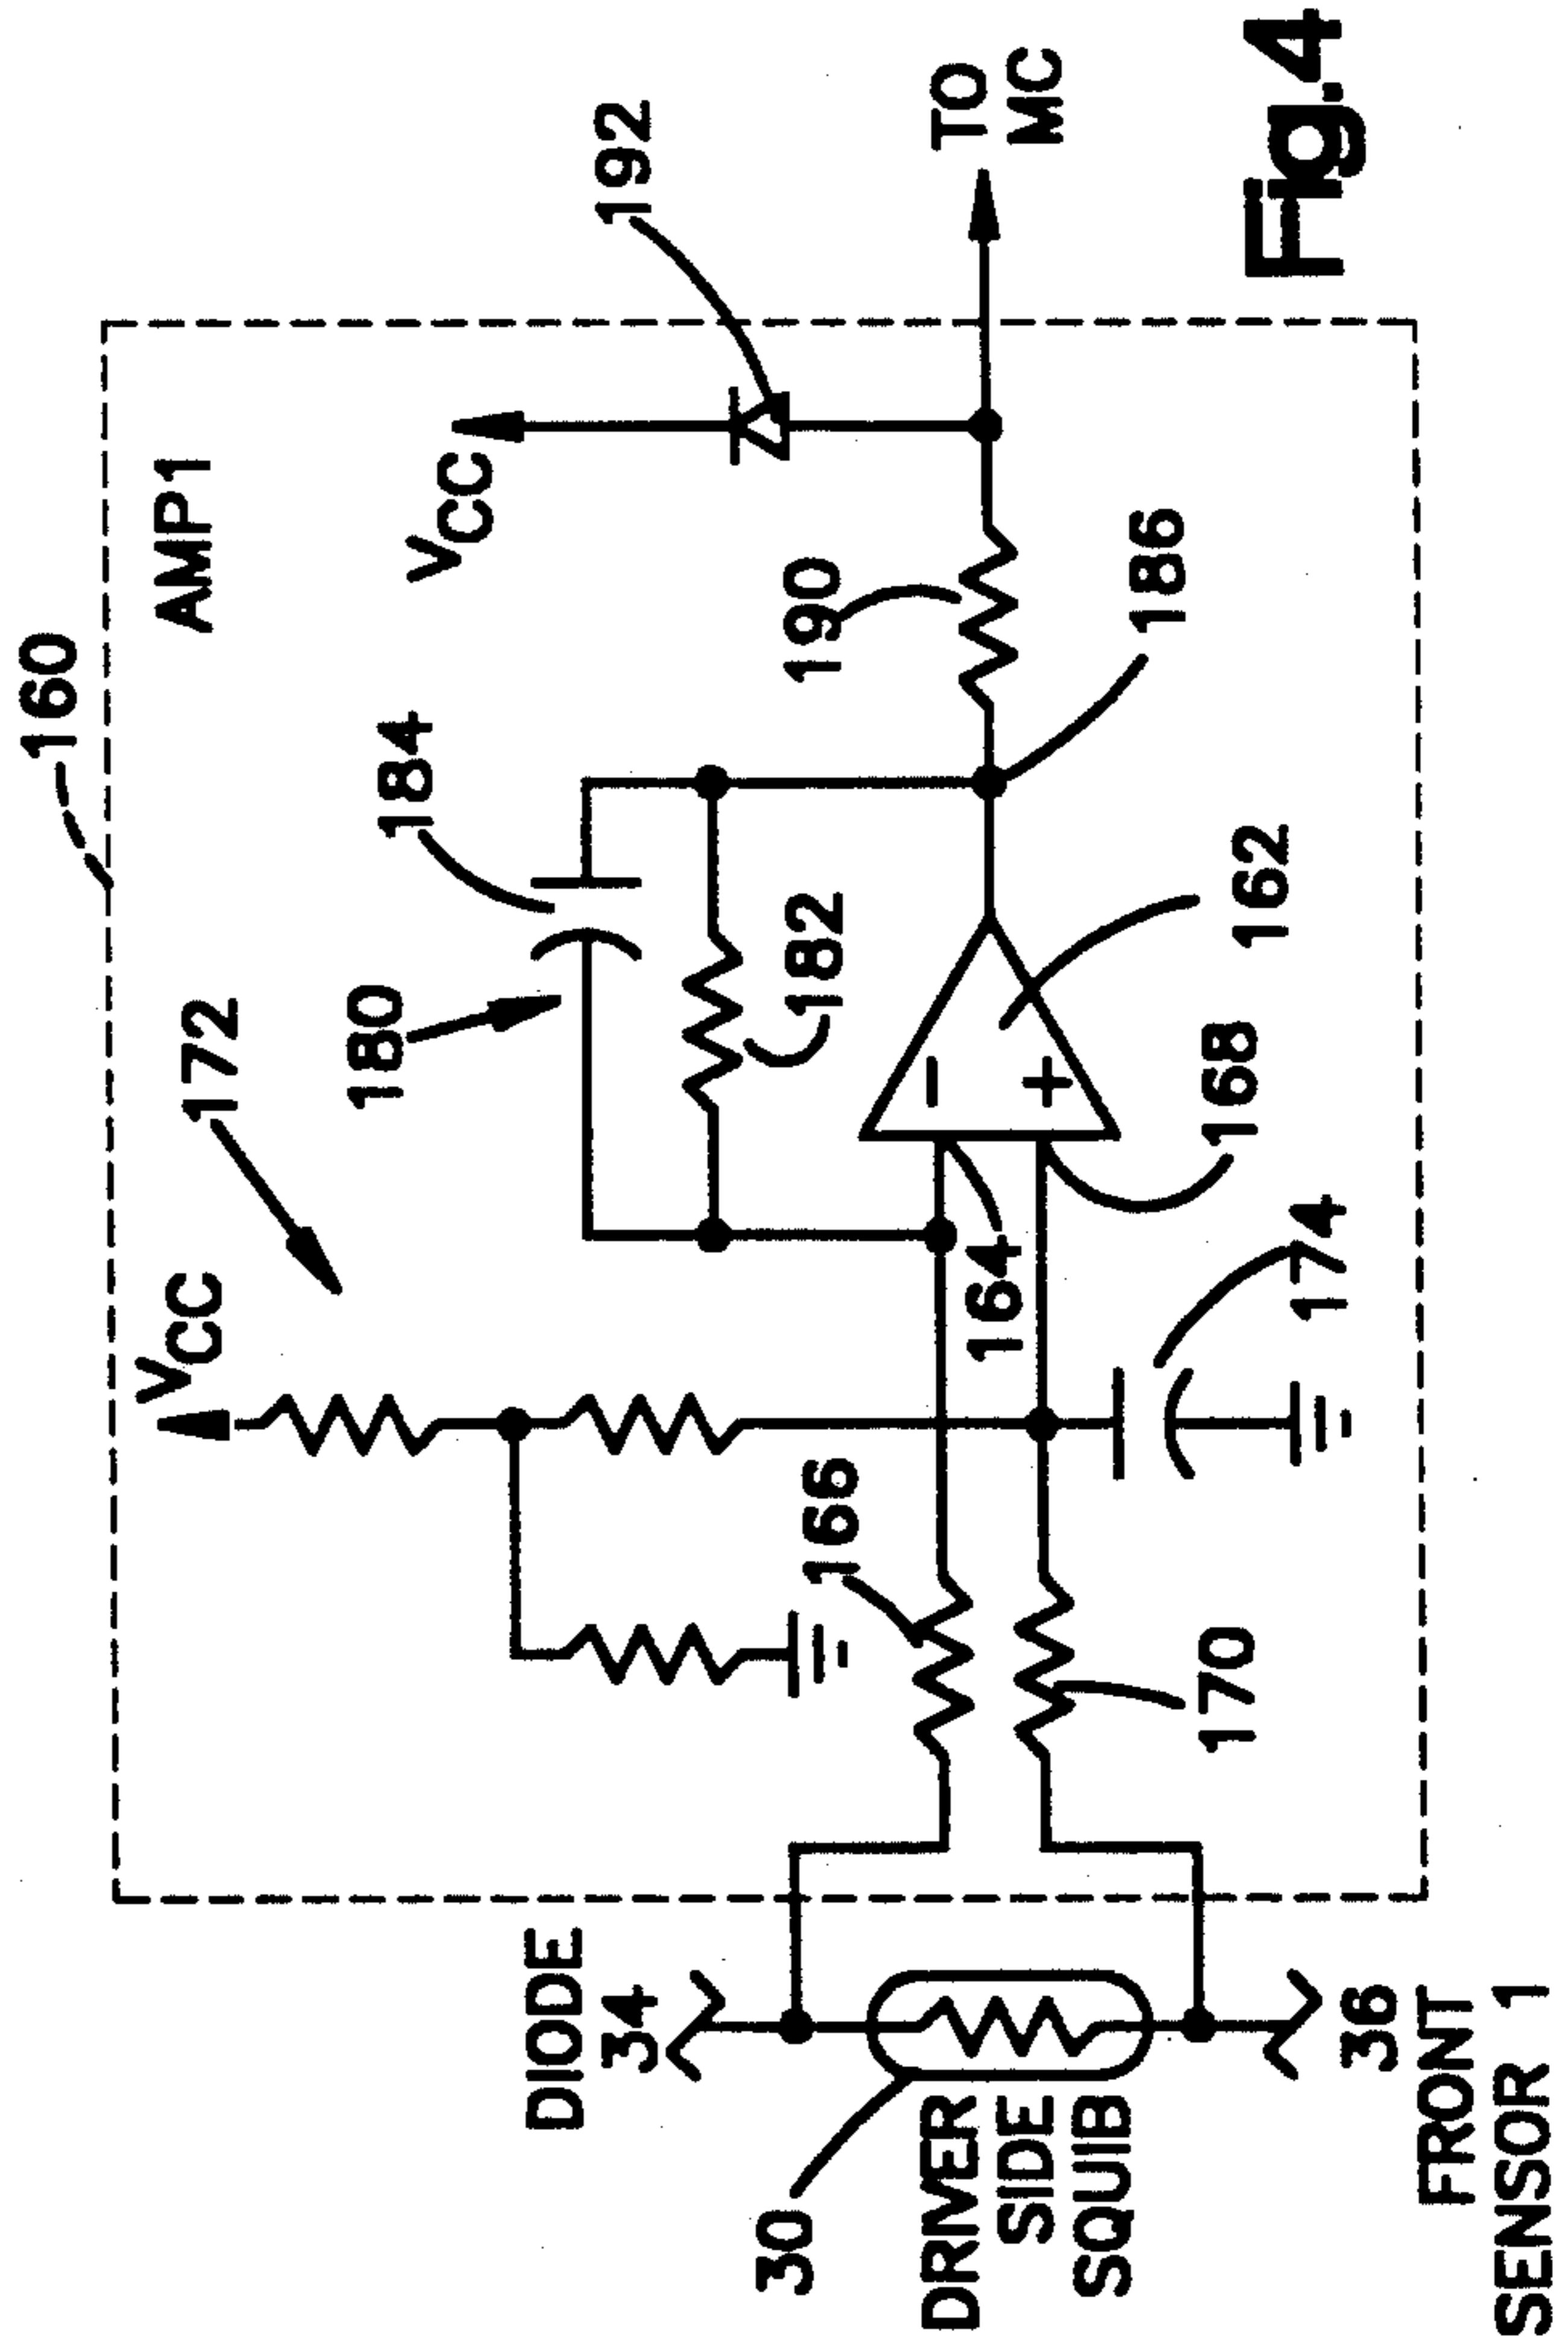 160
AMP1
172
VCC
180
184
VCC
192
182
190
TO
MC
166
164
162
186
168
170
174
DIODE
34
30
DRIVER
SIDE
SQUIB
36
FRONT
SENSOR 1
Fig.4